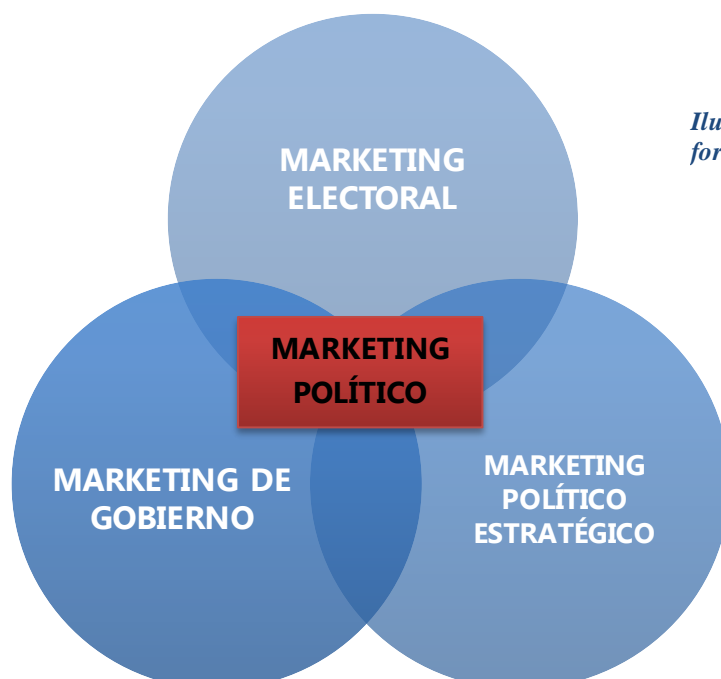 MARKETING
ELECTORAL
MARKETING
POLÍTICO
MARKETING DE
GOBIERNO
MARKETING
POLÍTICO
ESTRATÉGICO